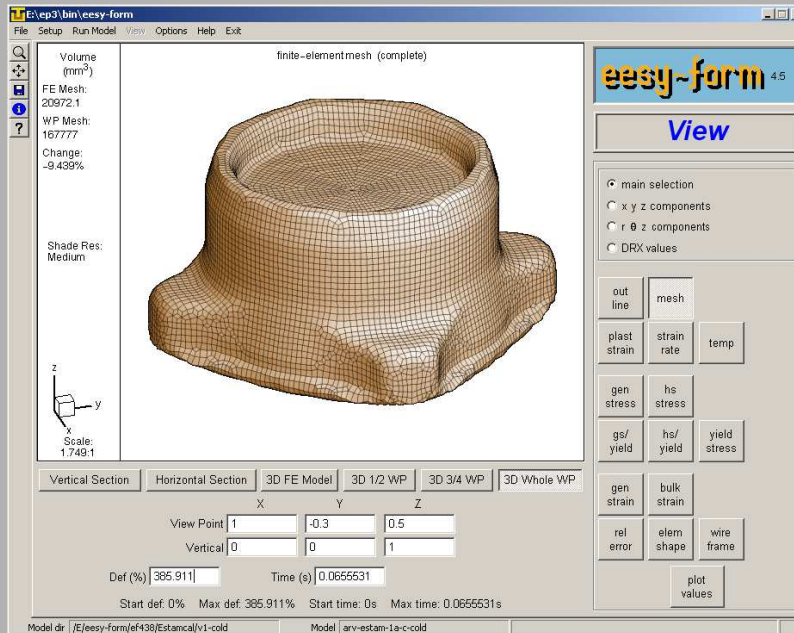 E:\ep3\bin\eesy-form
File Setup Run Model View Options Help Exit
Volume
(mm3)
FE Mesh:
20972.1
WP Mesh:
167777
Change:
-9.439%
Shade Res:
Medium
z
y
x
Scale:
1.749:1
finite-element mesh (complete)
eesy-form 4.5
View
main selection
x y z components
r θ z components
DRX values
out
line
mesh
plast
strain
strain
rate
temp
gen
stress
hs
stress
gs/
yield
hs/
yield
yield
stress
gen
strain
bulk
strain
rel
error
elem
shape
wire
frame
plot
values
Vertical Section Horizontal Section 3D FE Model 3D 1/2 WP 3D 3/4 WP 3D Whole WP
X Y Z
View Point 1 -0.3 0.5
Vertical 0 0 1
Def (%) 385.911 Time (s) 0.0655531
Start def: 0% Max def: 385.911% Start time: 0s Max time: 0.0655531s
Model dir /E/eesy-form/ef438/Estamcal/v1-cold Model arv-estam-1a-c-cold